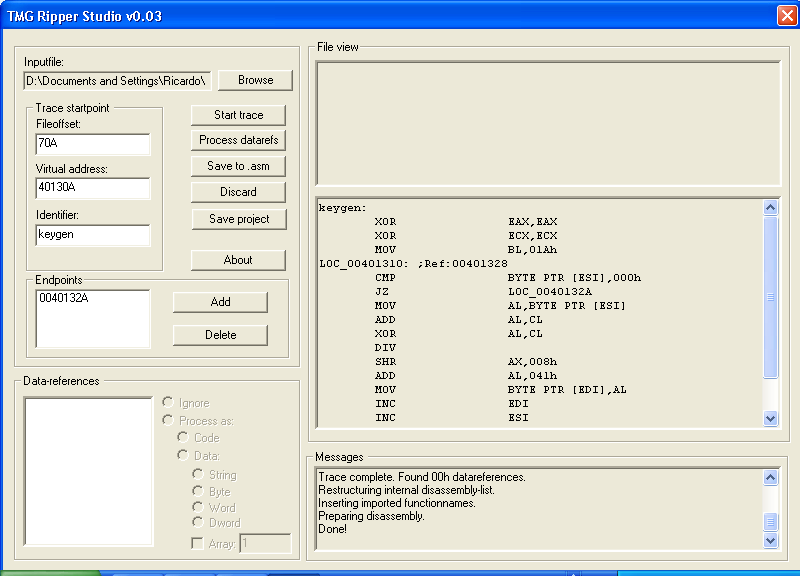 TMG Ripper Studio v0.03
Inputfile:
D:\Documents and Settings\Ricardo\
Browse
Trace startpoint
Fileoffset:
70A
Virtual address:
40130A
Identifier:
keygen
Start trace
Process datarefs
Save to .asm
Discard
Save project
About
Endpoints
0040132A
Add
Delete
Data-references
Ignore
Process as:
Code
Data:
String
Byte
Word
Dword
Array: 1
File view
keygen:
XOR EAX,EAX
XOR ECX,ECX
MOV BL,01Ah
LOC_00401310: ;Ref:00401328
CMP BYTE PTR [ESI],000h
JZ LOC_0040132A
MOV AL,BYTE PTR [ESI]
ADD AL,CL
XOR AL,CL
DIV
SHR AX,008h
ADD AL,041h
MOV BYTE PTR [EDI],AL
INC EDI
INC ESI
Messages
Trace complete. Found 00h datareferences.
Restructuring internal disassembly-list.
Inserting imported functionnames.
Preparing disassembly.
Done!